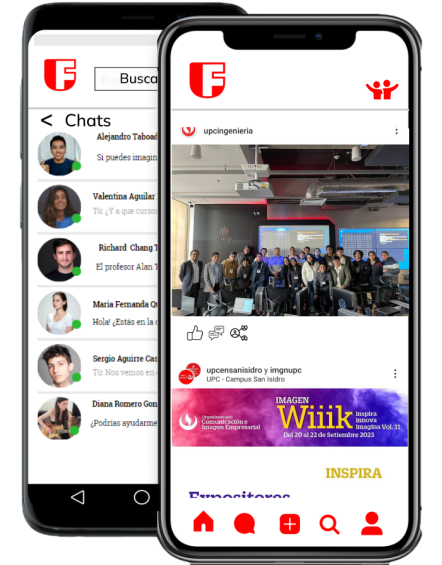 Busca
< Chats
Alejandro Taboad
Si puedes imagin
Valentina Aguilar
Tú: ¿Y a que cursos
Richard Chang T
El profesor Alan T
Maria Fernanda Qu
Hola! ¿Estás en la
Sergio Aguirre Cas
Tú: Nos vemos en
Diana Romero Gon
¿Podrías ayudarme
F
F
upcingenieria
upcensanisidro y imgnupc
UPC - Campus San Isidro
Organizado por:
Comunicación e
Imagen Empresarial
IMAGEN
Wiiik
inspira
innova
imagina Vol. 11
Del 20 al 22 de Setiembre 2023
INSPIRA
Expositores